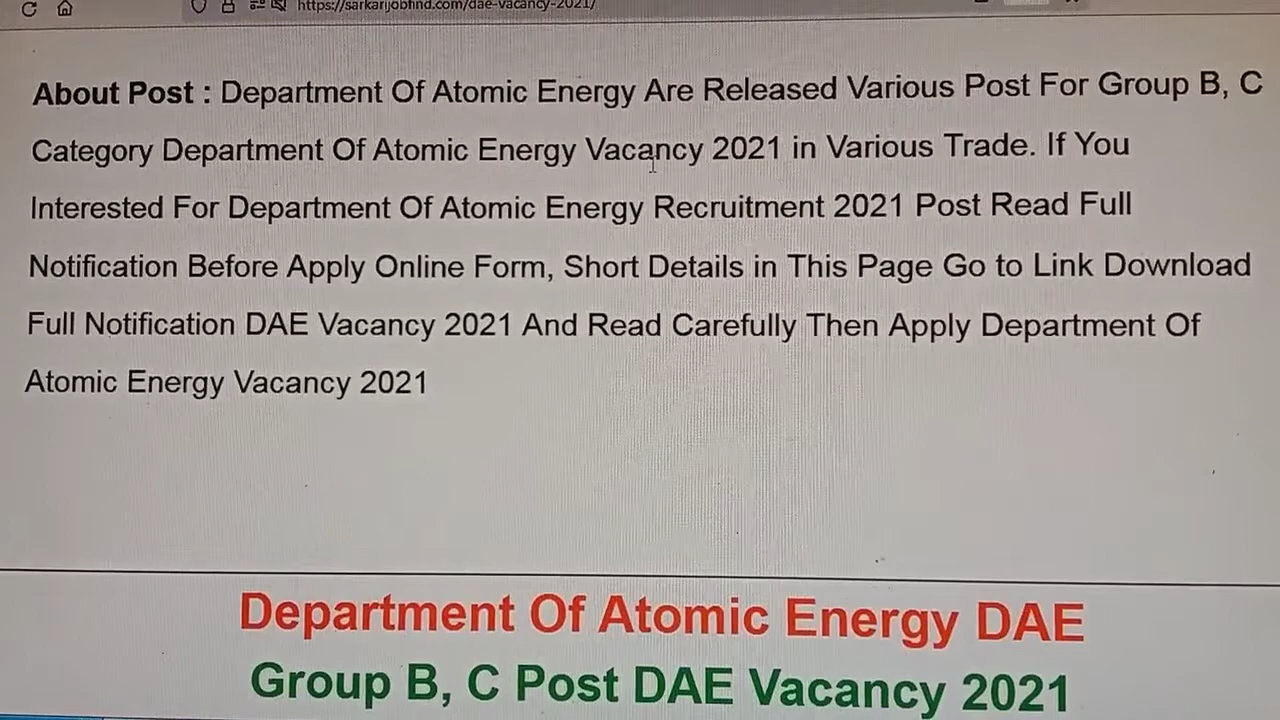 https://sarkarijobfind.com/dae-vacancy-2021/
About Post : Department Of Atomic Energy Are Released Various Post For Group B, C
Category Department Of Atomic Energy Vacancy 2021 in Various Trade. If You
Interested For Department Of Atomic Energy Recruitment 2021 Post Read Full
Notification Before Apply Online Form, Short Details in This Page Go to Link Download
Full Notification DAE Vacancy 2021 And Read Carefully Then Apply Department Of
Atomic Energy Vacancy 2021
Department Of Atomic Energy DAE
Group B, C Post DAE Vacancy 2021